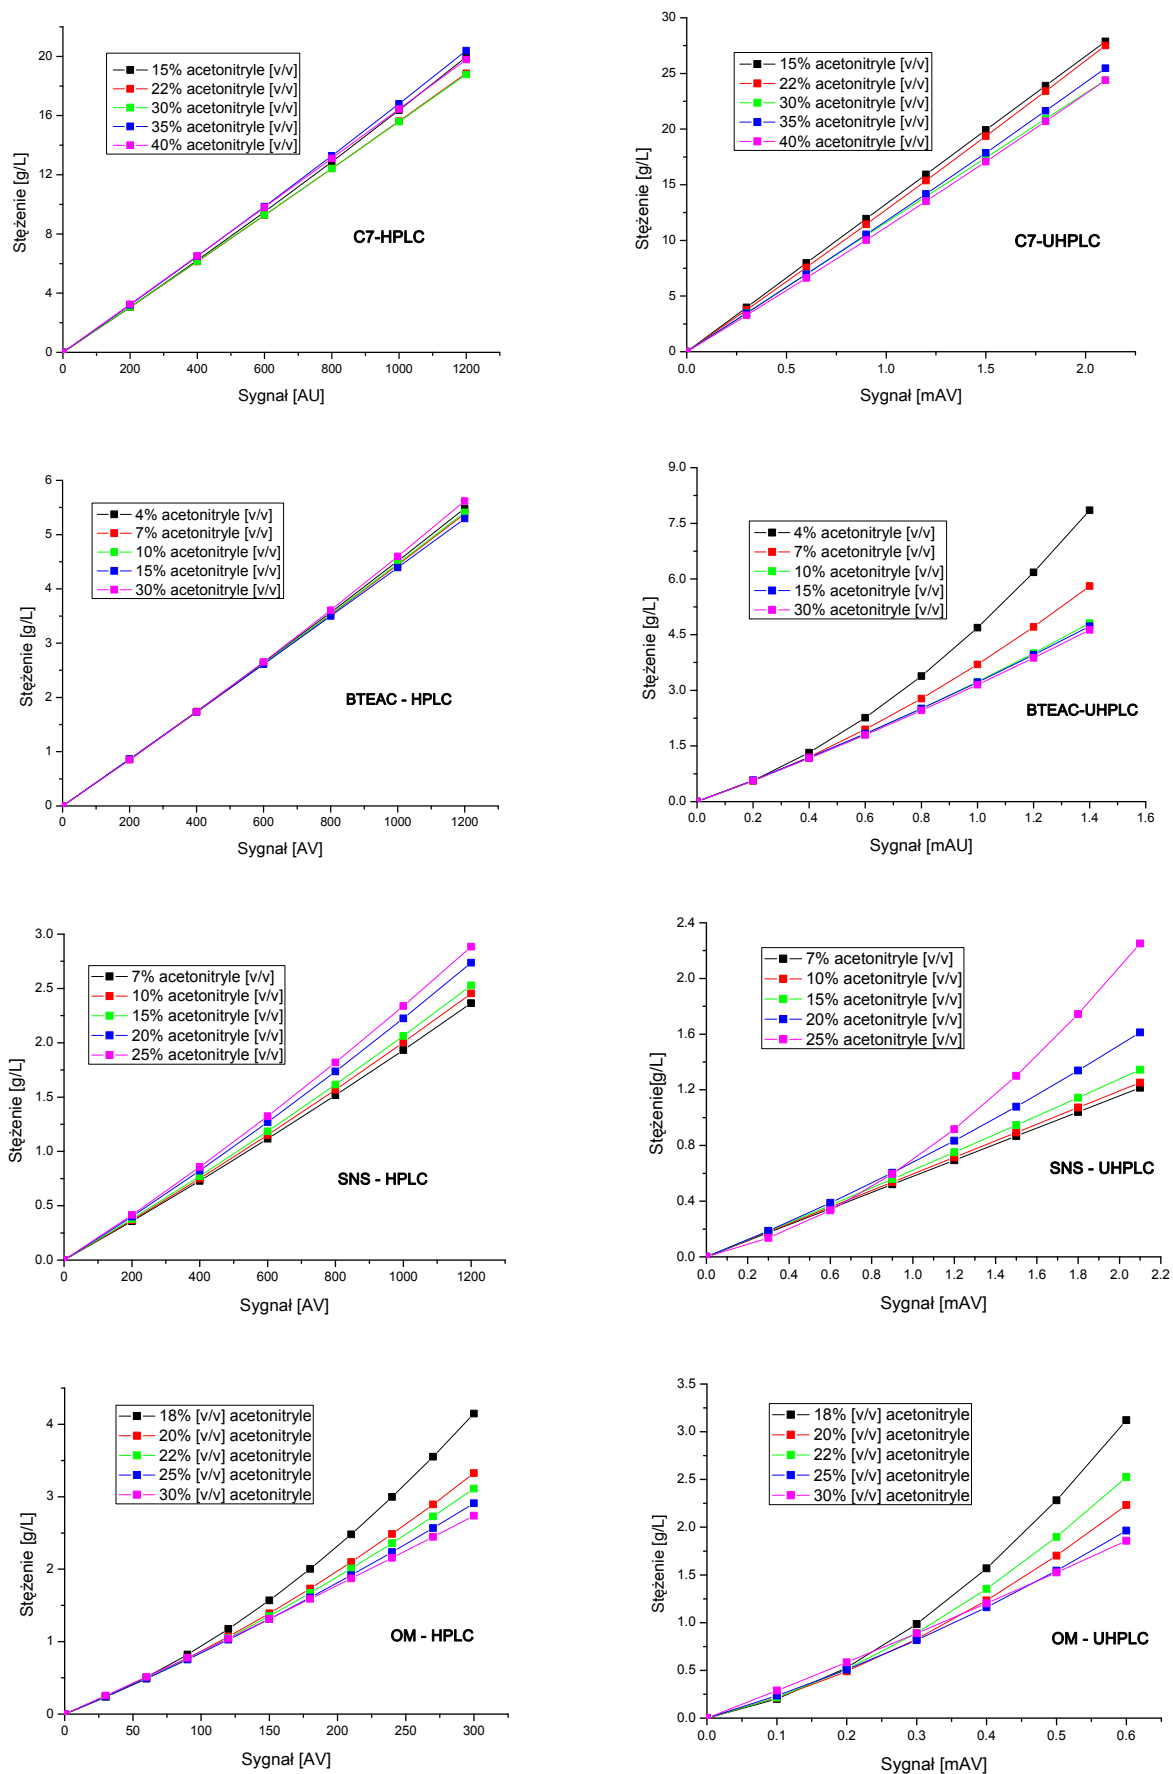 15% acetonitryle [v/v]
22% acetonitryle [v/v]
30% acetonitryle [v/v]
35% acetonitryle [v/v]
40% acetonitryle [v/v]
C7-HPLC
Stężenie [g/L]
0 4 8 12 16 20
0 200 400 600 800 1000 1200
Sygnał [AU]
15% acetonitryle [v/v]
22% acetonitryle [v/v]
30% acetonitryle [v/v]
35% acetonitryle [v/v]
40% acetonitryle [v/v]
C7-UHPLC
Stężenie [g/L]
0 5 10 15 20 25 30
0.0 0.5 1.0 1.5 2.0
Sygnał [mAV]
4% acetonitryle [v/v]
7% acetonitryle [v/v]
10% acetonitryle [v/v]
15% acetonitryle [v/v]
30% acetonitryle [v/v]
BTEAC - HPLC
Stężenie [g/L]
0 1 2 3 4 5 6
0 200 400 600 800 1000 1200
Sygnał [AV]
4% acetonitryle [v/v]
7% acetonitryle [v/v]
10% acetonitryle [v/v]
15% acetonitryle [v/v]
30% acetonitryle [v/v]
BTEAC-UHPLC
Stężenie [g/L]
0.0 1.5 3.0 4.5 6.0 7.5 9.0
0.0 0.2 0.4 0.6 0.8 1.0 1.2 1.4 1.6
Sygnał [mAU]
7% acetonitryle [v/v]
10% acetonitryle [v/v]
15% acetonitryle [v/v]
20% acetonitryle [v/v]
25% acetonitryle [v/v]
SNS - HPLC
Stężenie [g/L]
0.0 0.5 1.0 1.5 2.0 2.5 3.0
0 200 400 600 800 1000 1200
Sygnał [AV]
7% acetonitryle [v/v]
10% acetonitryle [v/v]
15% acetonitryle [v/v]
20% acetonitryle [v/v]
25% acetonitryle [v/v]
SNS - UHPLC
Stężenie[g/L]
0.0 0.4 0.8 1.2 1.6 2.0 2.4
0.0 0.2 0.4 0.6 0.8 1.0 1.2 1.4 1.6 1.8 2.0 2.2
Sygnał [mAV]
18% [v/v] acetonitryle
20% [v/v] acetonitryle
22% [v/v] acetonitryle
25% [v/v] acetonitryle
30% [v/v] acetonitryle
OM - HPLC
Stężenie [g/L]
0 1 2 3 4
0 50 100 150 200 250 300
Sygnał [AV]
18% [v/v] acetonitryle
20% [v/v] acetonitryle
22% [v/v] acetonitryle
25% [v/v] acetonitryle
30% [v/v] acetonitryle
OM - UHPLC
Stężenie [g/L]
0.0 0.5 1.0 1.5 2.0 2.5 3.0 3.5
0.0 0.1 0.2 0.3 0.4 0.5 0.6
Sygnał [mAV]